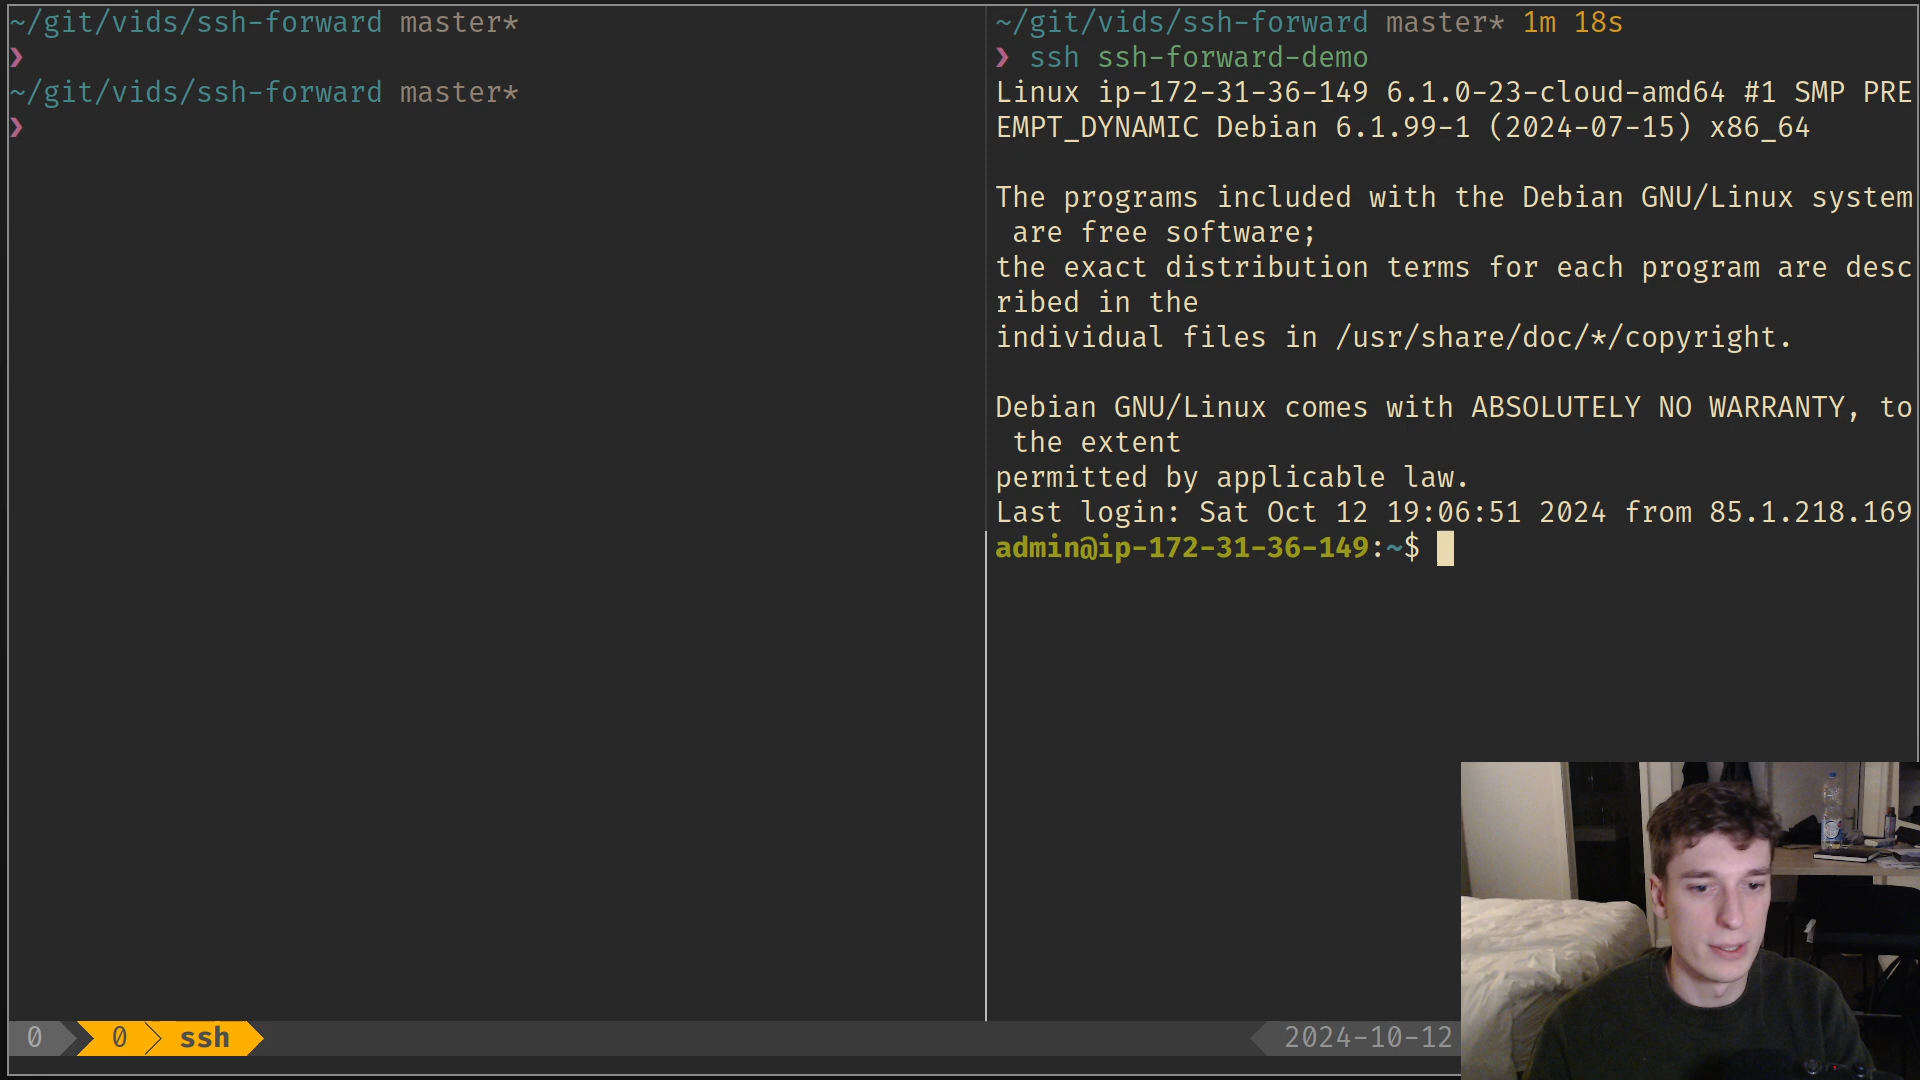 ~/git/vids/ssh-forward master*
❯
~/git/vids/ssh-forward master*
❯
~/git/vids/ssh-forward master* 1m 18s
❯ ssh ssh-forward-demo
Linux ip-172-31-36-149 6.1.0-23-cloud-amd64 #1 SMP PRE
EMPT_DYNAMIC Debian 6.1.99-1 (2024-07-15) x86_64
The programs included with the Debian GNU/Linux system
are free software;
the exact distribution terms for each program are desc
ribed in the
individual files in /usr/share/doc/*/copyright.
Debian GNU/Linux comes with ABSOLUTELY NO WARRANTY, to
the extent
permitted by applicable law.
Last login: Sat Oct 12 19:06:51 2024 from 85.1.218.169
admin@ip-172-31-36-149:~$
0 0 ssh 2024-10-12